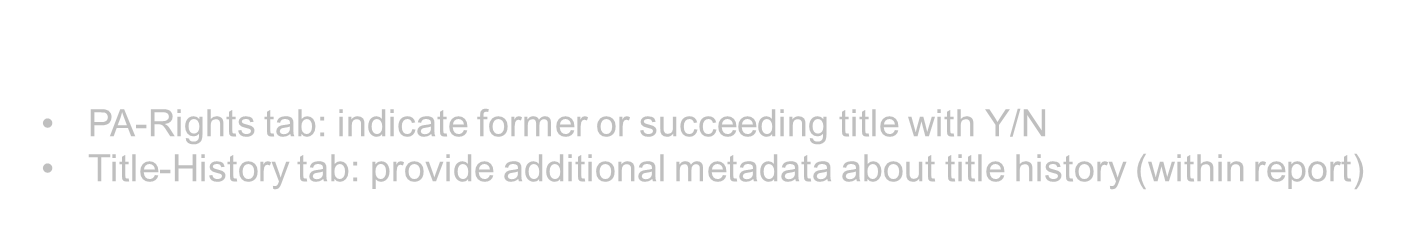 • PA-Rights tab: indicate former or succeeding title with Y/N
• Title-History tab: provide additional metadata about title history (within report)